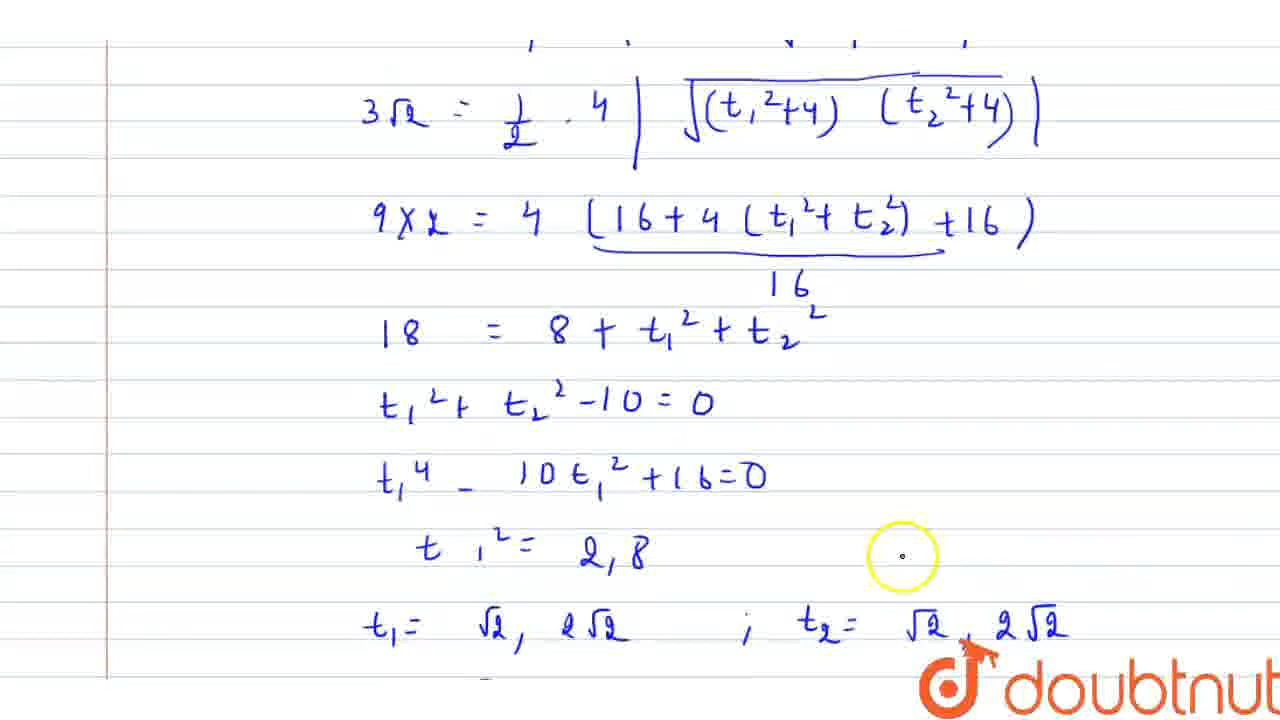 3√2 = 1/2 . 4 | √(t₁²+4) (t₂²+4) |
9×2 = 4 (16+4 (t₁²+ t₂²) +16)
16
18 = 8 + t₁² + t₂²
t₁²+ t₂² -10 = 0
t₁⁴ - 10t₁² +16=0
t₁² = 2, 8
t₁= √2, 2√2 ; t₂= √2, 2√2
doubtnut